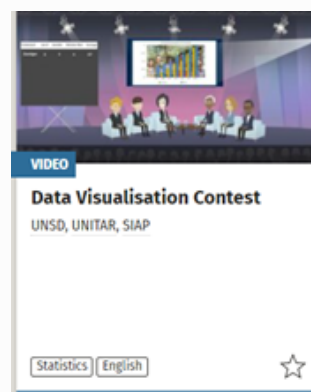 VIDEO
Data Visualisation Contest
UNSD, UNITAR, SIAP
Statistics English